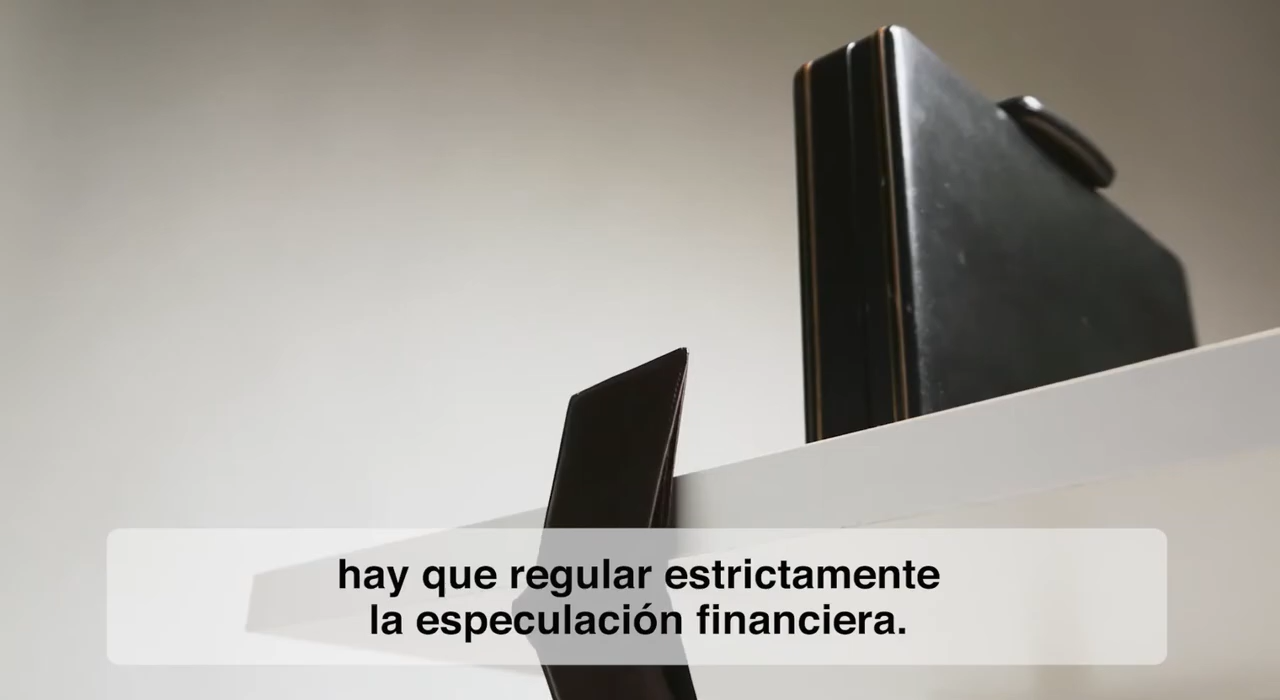 hay que regular estrictamente
la especulación financiera.